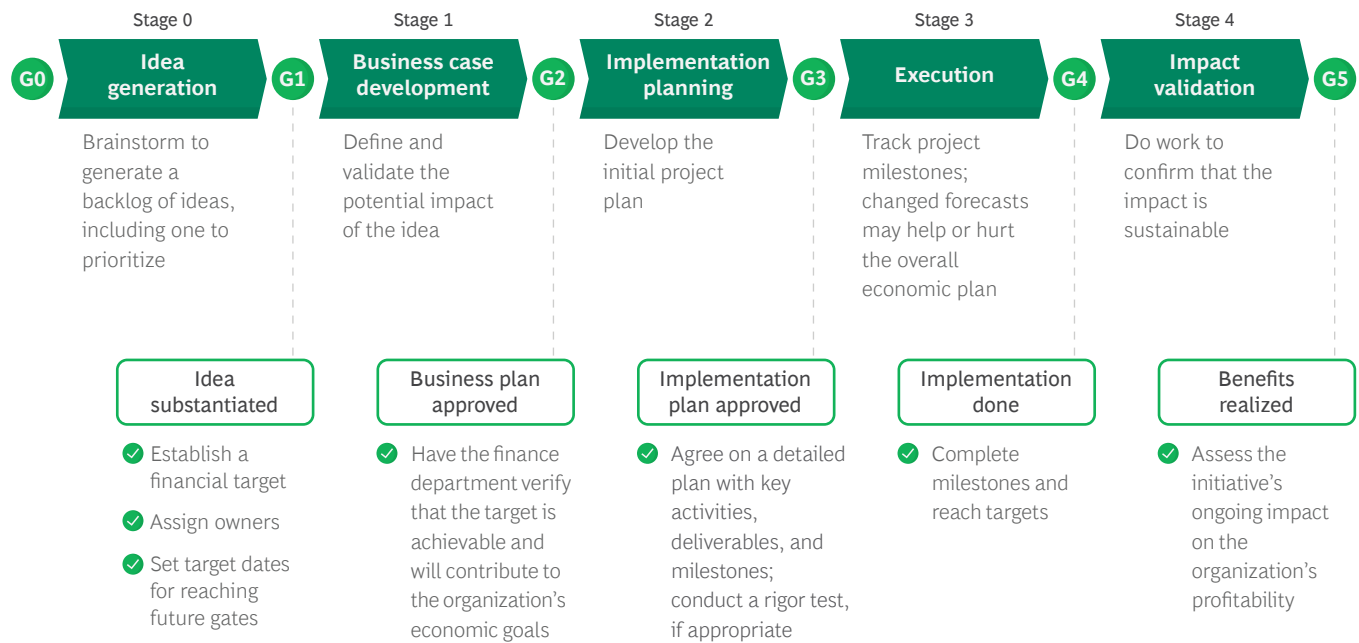 Stage 0
Stage 1
Stage 2
Stage 3
Stage 4
G0
Idea
generation
G1
Business case
development
G2
Implementation
planning
G3
Execution
G4
Impact
validation
G5
Brainstorm to
generate a
backlog of ideas,
including one to
prioritize
Define and
validate the
potential impact
of the idea
Develop the
initial project
plan
Track project
milestones;
changed forecasts
may help or hurt
the overall
economic plan
Do work to
confirm that the
impact is
sustainable
Idea
substantiated
Establish a
financial target
Assign owners
Set target dates
for reaching
future gates
Business plan
approved
Have the finance
department verify
that the target is
achievable and
will contribute to
the organization’s
economic goals
Implementation
plan approved
Agree on a detailed
plan with key
activities,
deliverables, and
milestones;
conduct a rigor test,
if appropriate
Implementation
done
Complete
milestones and
reach targets
Benefits
realized
Assess the
initiative’s
ongoing impact
on the
organization’s
profitability